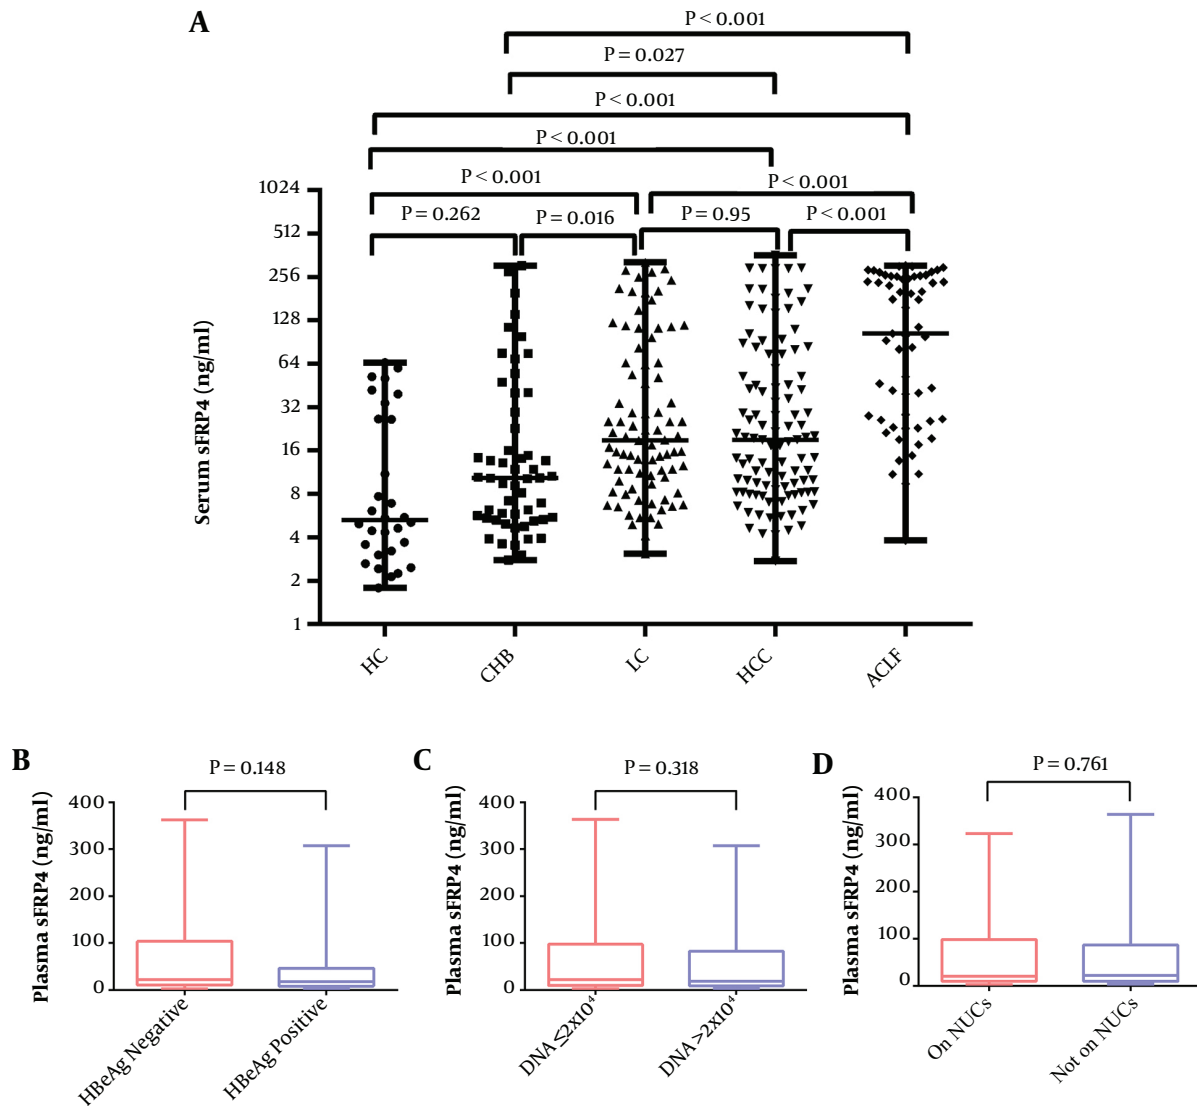 A
P < 0.001
P = 0.027
P < 0.001
P < 0.001
P < 0.001
P < 0.001
P = 0.262
P = 0.016
P = 0.95
P < 0.001
Serum sFRP4 (ng/ml)
1024
512
256
128
64
32
16
8
4
2
1
HC
CHB
LC
HCC
ACLF
B
P = 0.148
Plasma sFRP4 (ng/ml)
400
300
200
100
0
HBeAg Negative
HBeAg Positive
C
P = 0.318
Plasma sFRP4 (ng/ml)
400
300
200
100
0
DNA ≤2x10⁴
DNA >2x10⁴
D
P = 0.761
Plasma sFRP4 (ng/ml)
400
300
200
100
0
On NUCs
Not on NUCs